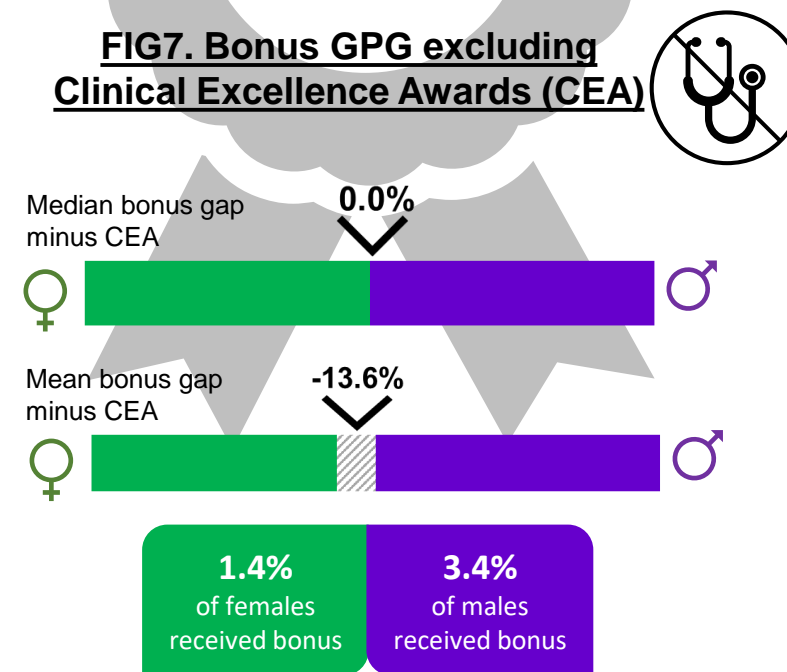 FIG7. Bonus GPG excluding
Clinical Excellence Awards (CEA)
Median bonus gap
minus CEA
0.0%
Mean bonus gap
minus CEA
-13.6%
1.4%
of females
received bonus
3.4%
of males
received bonus